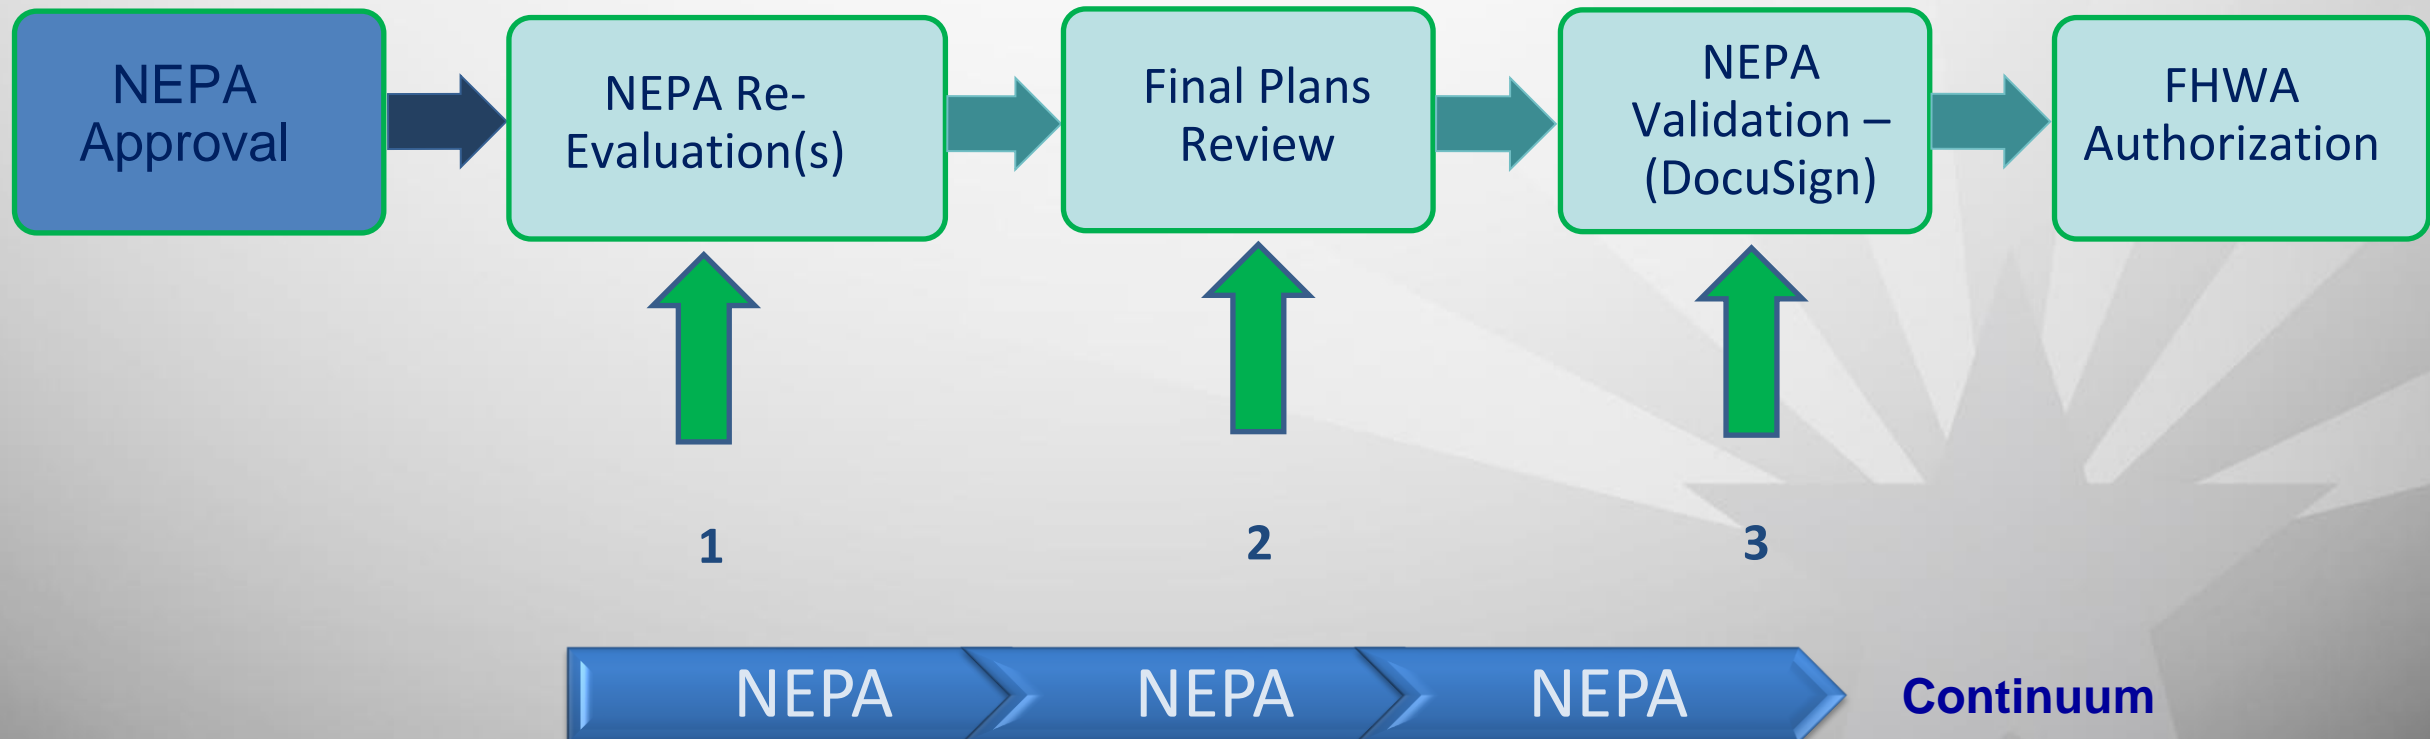 NEPA
Approval
NEPA Re-
Evaluation(s)
Final Plans
Review
NEPA
Validation –
(DocuSign)
FHWA
Authorization
1
2
3
NEPA
NEPA
NEPA
Continuum